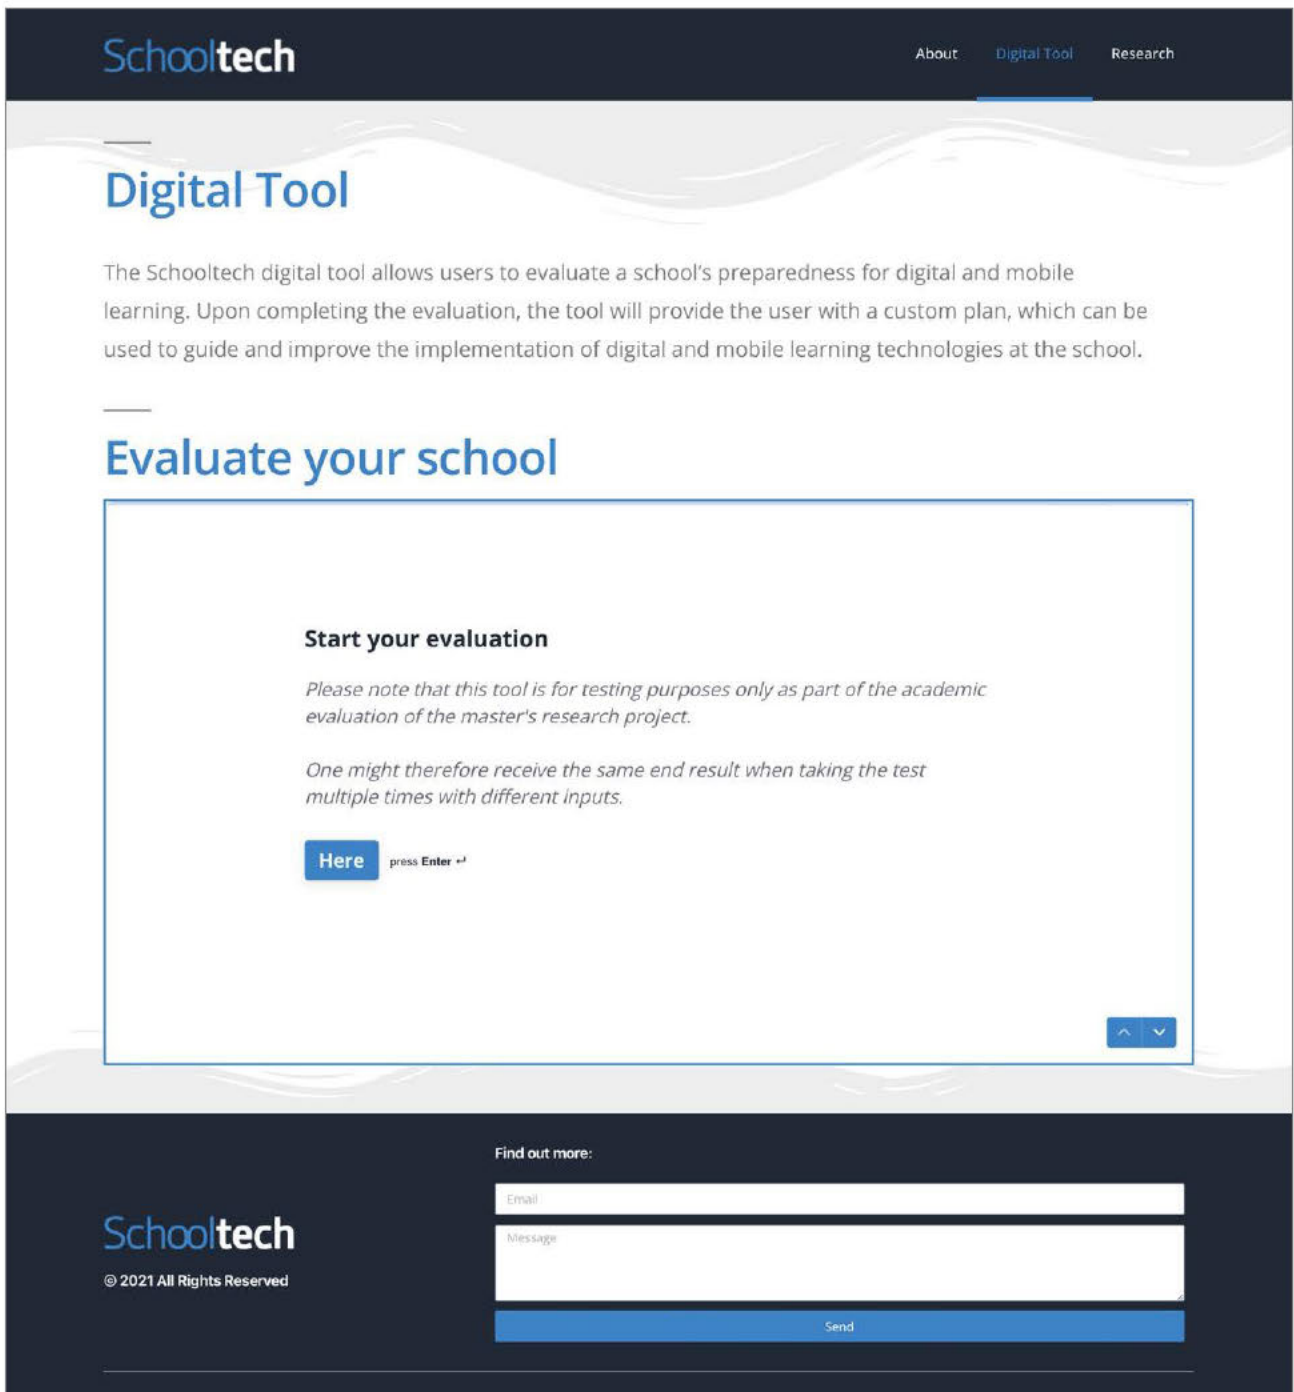 Schooltech
About Digital Tool Research
Digital Tool
The Schooltech digital tool allows users to evaluate a school's preparedness for digital and mobile
learning. Upon completing the evaluation, the tool will provide the user with a custom plan, which can be
used to guide and improve the implementation of digital and mobile learning technologies at the school.
Evaluate your school
Start your evaluation
Please note that this tool is for testing purposes only as part of the academic
evaluation of the master's research project.
One might therefore receive the same end result when taking the test
multiple times with different inputs.
Here press Enter ↵
Find out more:
Email
Message
Send
Schooltech
© 2021 All Rights Reserved